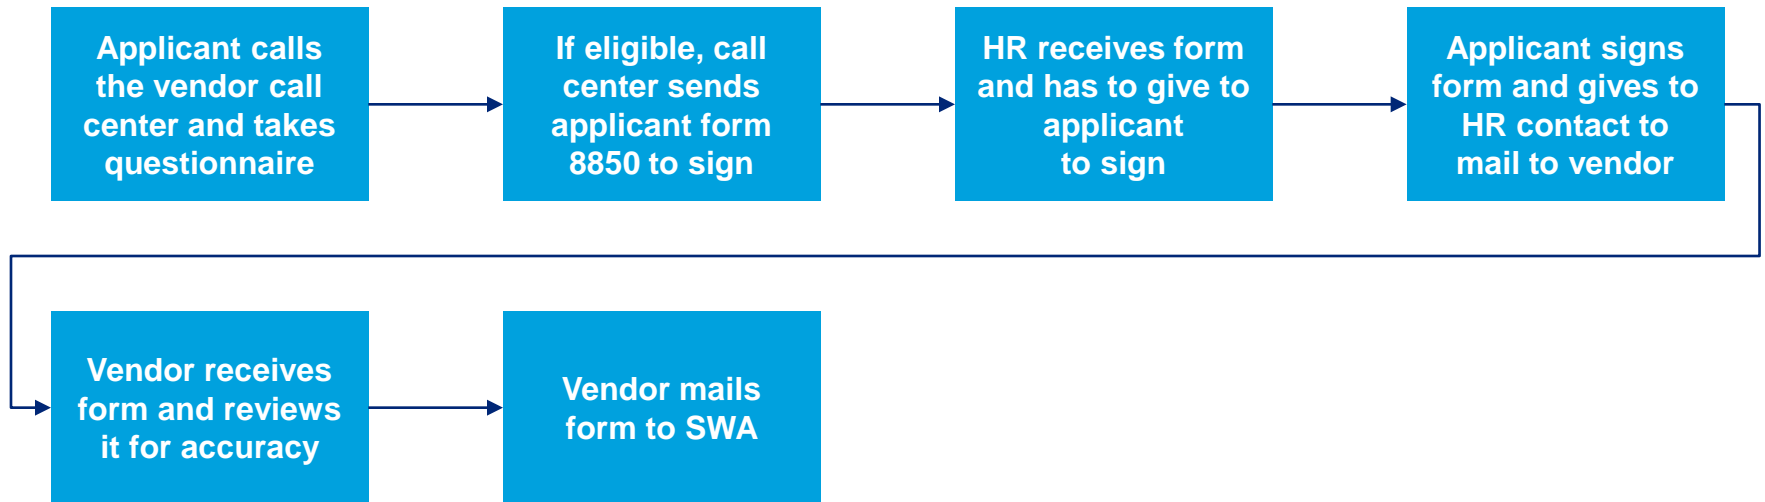 Applicant calls
the vendor call
center and takes
questionnaire
If eligible, call
center sends
applicant form
8850 to sign
HR receives form
and has to give to
applicant
to sign
Applicant signs
form and gives to
HR contact to
mail to vendor
Vendor receives
form and reviews
it for accuracy
Vendor mails
form to SWA